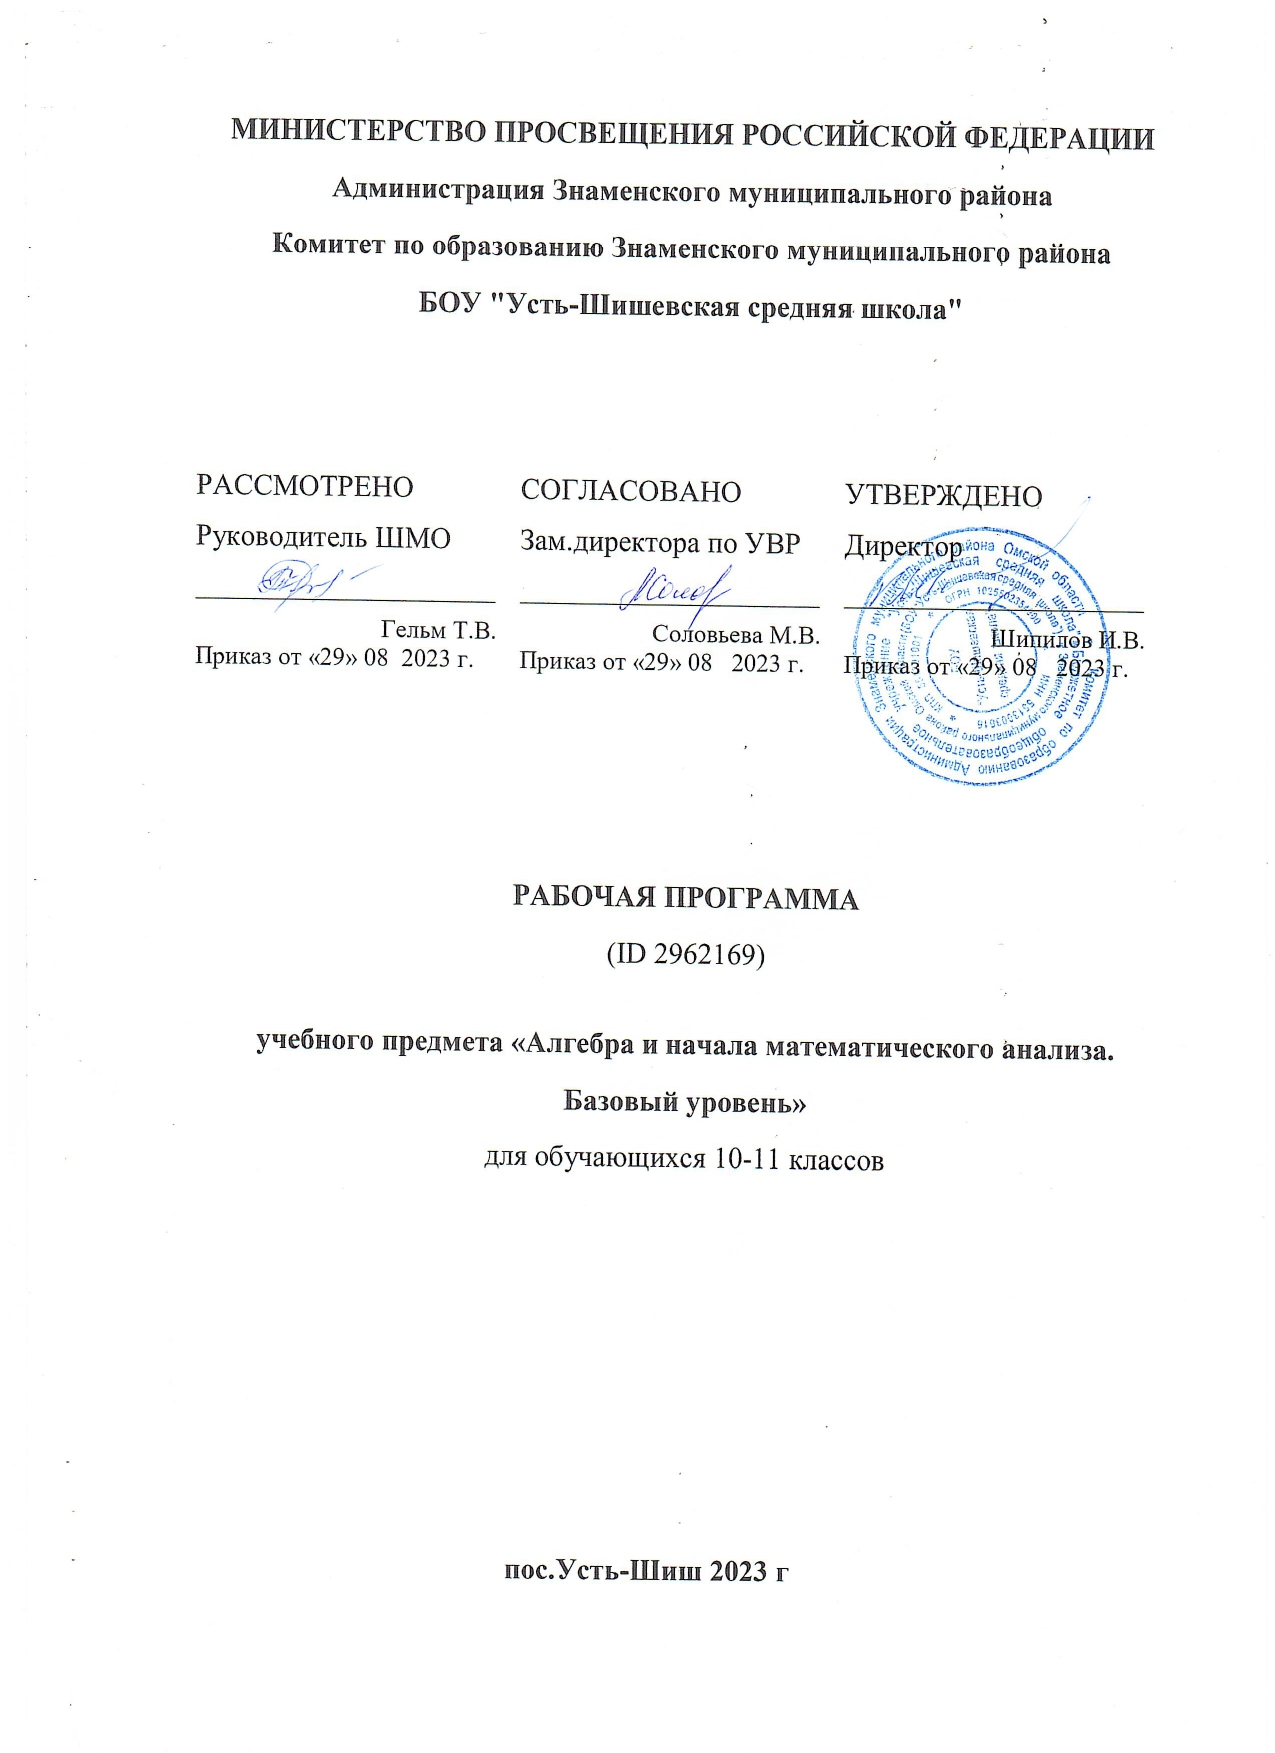 МИНИСТЕРСТВО ПРОСВЕЩЕНИЯ РОССИЙСКОЙ ФЕДЕРАЦИИ
Администрация Знаменского муниципального района
Комитет по образованию Знаменского муниципального района
БОУ "Усть-Шишевская средняя школа"
РАССМОТРЕНО
Руководитель ШМО
Гельм Т.В.
Приказ от «29» 08 2023 г.
СОГЛАСОВАНО
Зам.директора по УВР
Соловьева М.В.
Приказ от «29» 08 2023 г.
УТВЕРЖДЕНО
Директор
Шипилов И.В.
Приказ от «29» 08 2023 г.
РАБОЧАЯ ПРОГРАММА
(ID 2962169)
учебного предмета «Алгебра и начала математического анализа.
Базовый уровень»
для обучающихся 10-11 классов
пос.Усть-Шиш 2023 г